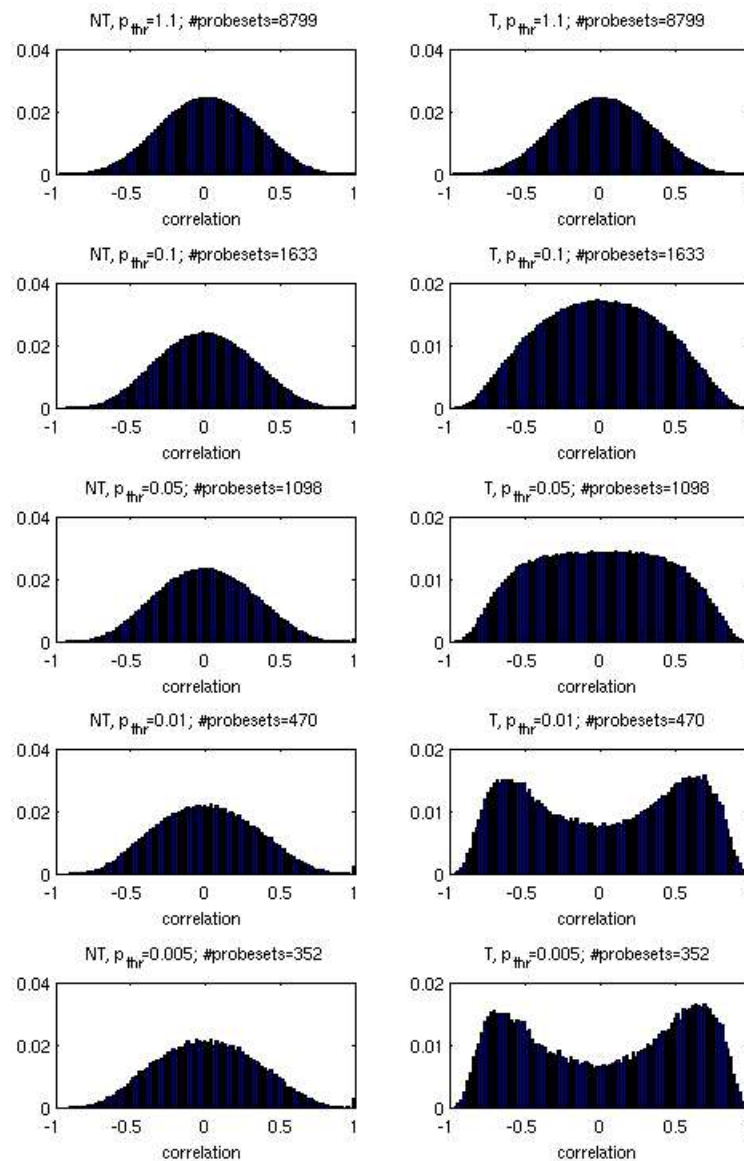 NT, p_thr=1.1; #probesets=8799
T, p_thr=1.1; #probesets=8799
0.04
0.02
0
-1 -0.5 0 0.5 1
correlation
0.04
0.02
0
-1 -0.5 0 0.5
correlation
NT, p_thr=0.1; #probesets=1633
T, p_thr=0.1; #probesets=1633
0.04
0.02
0
-1 -0.5 0 0.5 1
correlation
0.02
0.01
0
-1 -0.5 0 0.5
correlation
NT, p_thr=0.05; #probesets=1098
T, p_thr=0.05; #probesets=1098
0.04
0.02
0
-1 -0.5 0 0.5 1
correlation
0.02
0.01
0
-1 -0.5 0 0.5
correlation
NT, p_thr=0.01; #probesets=470
T, p_thr=0.01; #probesets=470
0.04
0.02
0
-1 -0.5 0 0.5 1
correlation
0.02
0.01
0
-1 -0.5 0 0.5
correlation
NT, p_thr=0.005; #probesets=352
T, p_thr=0.005; #probesets=352
0.04
0.02
0
-1 -0.5 0 0.5 1
correlation
0.02
0.01
0
-1 -0.5 0 0.5
correlation